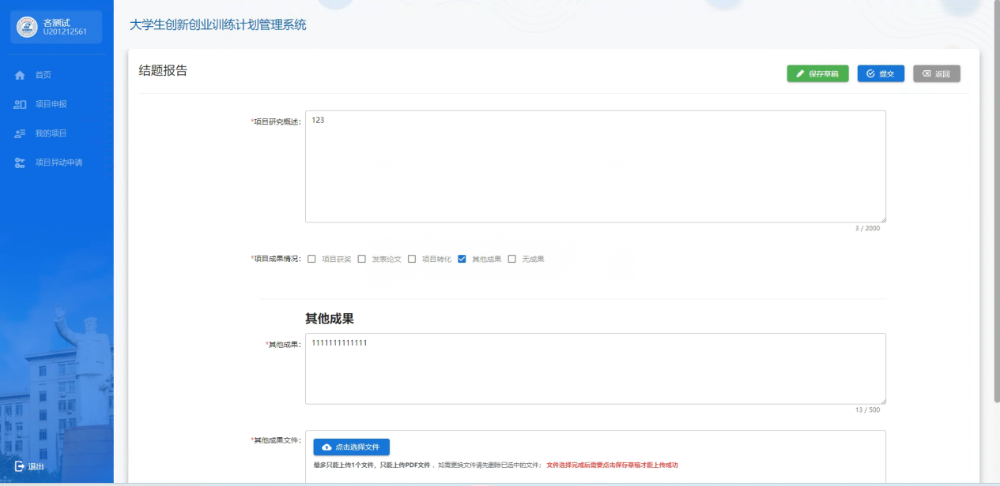 吝测试
U201212561
大学生创新创业训练计划管理系统
首页
项目申报
我的项目
项目异动申请
退出
结题报告
保存草稿
提交
返回
*项目研究概述:
123
3 / 2000
*项目成果情况: 项目获奖 发表论文 项目转化 其他成果 无成果
其他成果
*其他成果:
1111111111111
13 / 500
*其他成果文件:
点击选择文件
最多只能上传1个文件，只能上传PDF文件 ，如需更换文件请先删除已选中的文件； 文件选择完成后需要点击保存草稿才能上传成功